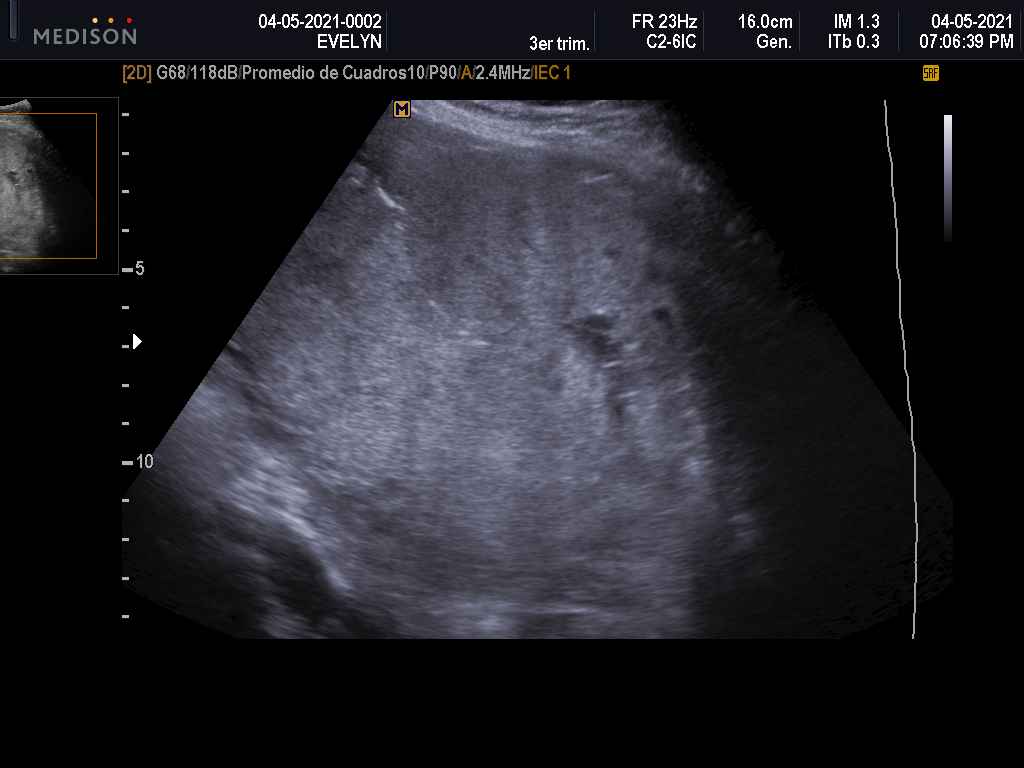 MEDISON
04-05-2021-0002
EVELYN
3er trim.
FR 23Hz
C2-6IC
16.0cm
Gen.
IM 1.3
ITb 0.3
04-05-2021
07:06:39 PM
[2D] G68/118dB/Promedio de Cuadros10/P90/A/2.4MHz/IEC 1
SRF
M
5
10